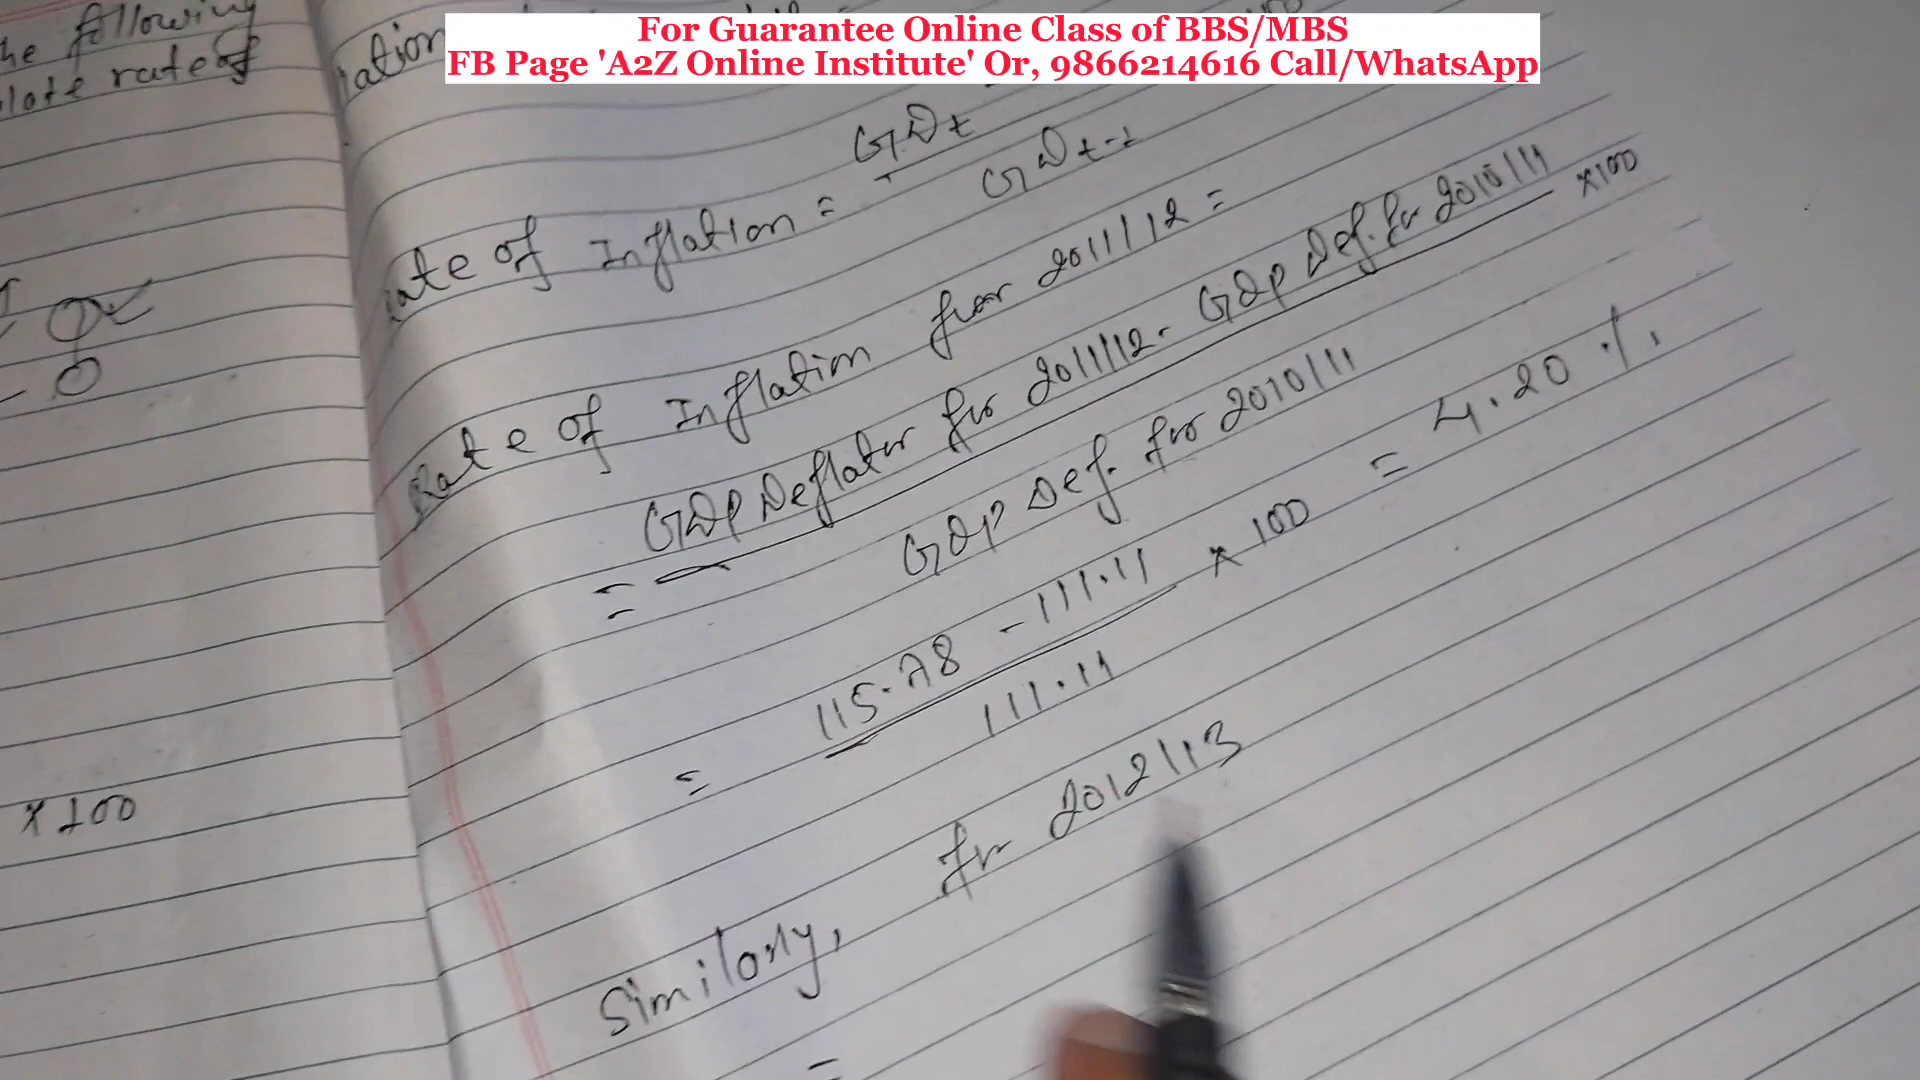 For Guarantee Online Class of BBS/MBS
FB Page 'A2Z Online Institute' Or, 9866214616 Call/WhatsApp
he following
late rate of
× 100
ation
GDt
GDt-1
Rate of Inflation =
Rate of Inflation for 2011/12 =
= GDP Deflator for 2011/12 - GDP Def. for 2010/11 ×100
GDP Def. for 2010/11
= 115.78 - 111.11 × 100 = 4.20 %.
111.11
Similarly, for 2012/13
=